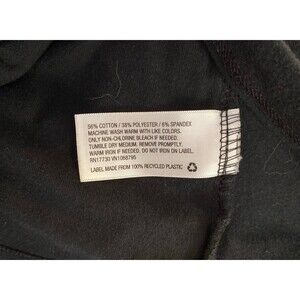 56% COTTON / 38% POLYESTER / 6% SPANDEX
MACHINE WASH WARM WITH LIKE COLORS.
ONLY NON-CHLORINE BLEACH IF NEEDED.
TUMBLE DRY MEDIUM. REMOVE PROMPTLY.
WARM IRON IF NEEDED. DO NOT IRON ON LABEL.
RN17730 VN1068795
LABEL MADE FROM 100% RECYCLED PLASTIC